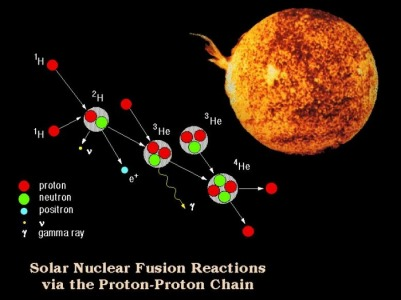 ¹H
²H
¹H
³He
³He
⁴He
ν
e⁺
γ
proton
neutron
positron
ν
γ gamma ray
Solar Nuclear Fusion Reactions
via the Proton-Proton Chain